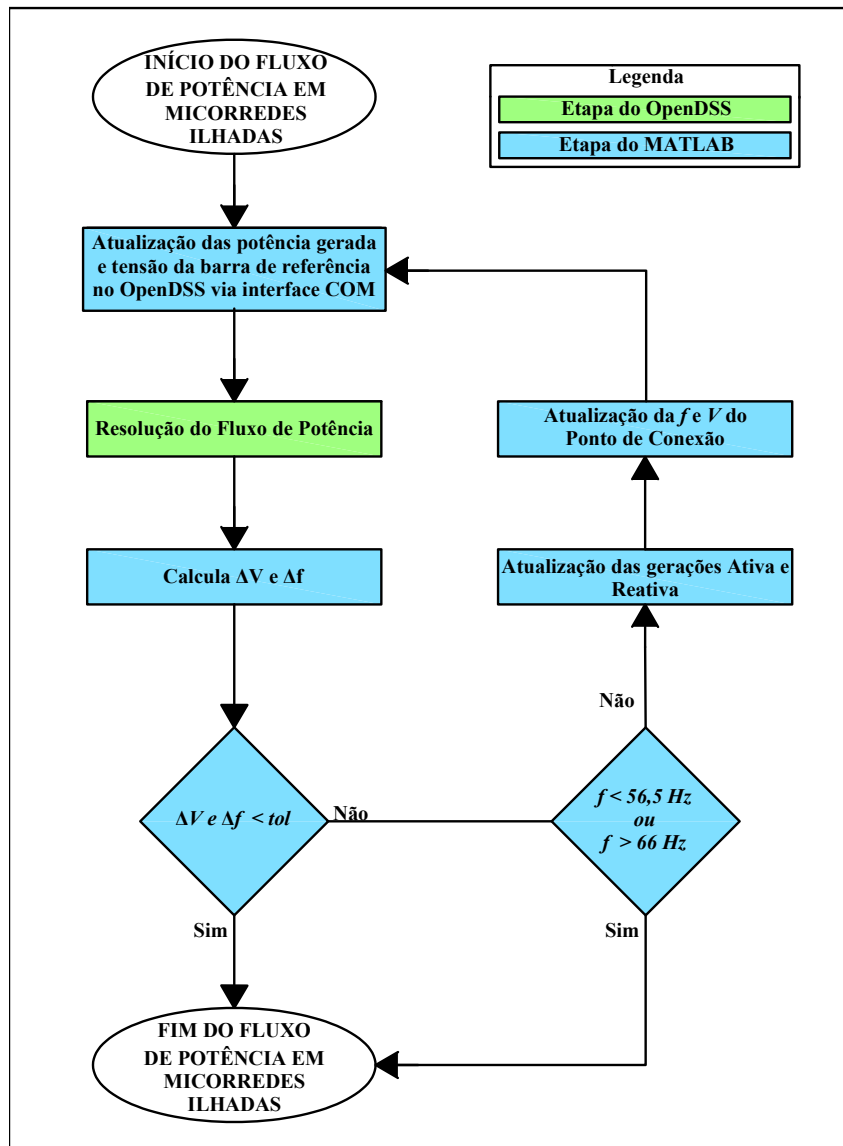 INÍCIO DO FLUXO
DE POTÊNCIA EM
MICORREDES
ILHADAS
Legenda
Etapa do OpenDSS
Etapa do MATLAB
Atualização das potência gerada
e tensão da barra de referência
no OpenDSS via interface COM
Resolução do Fluxo de Potência
Atualização da f e V do
Ponto de Conexão
Calcula ΔV e Δf
Atualização das gerações Ativa e
Reativa
Não
ΔV e Δf < tol
Não
f < 56,5 Hz
ou
f > 66 Hz
Sim
Sim
FIM DO FLUXO
DE POTÊNCIA EM
MICORREDES
ILHADAS